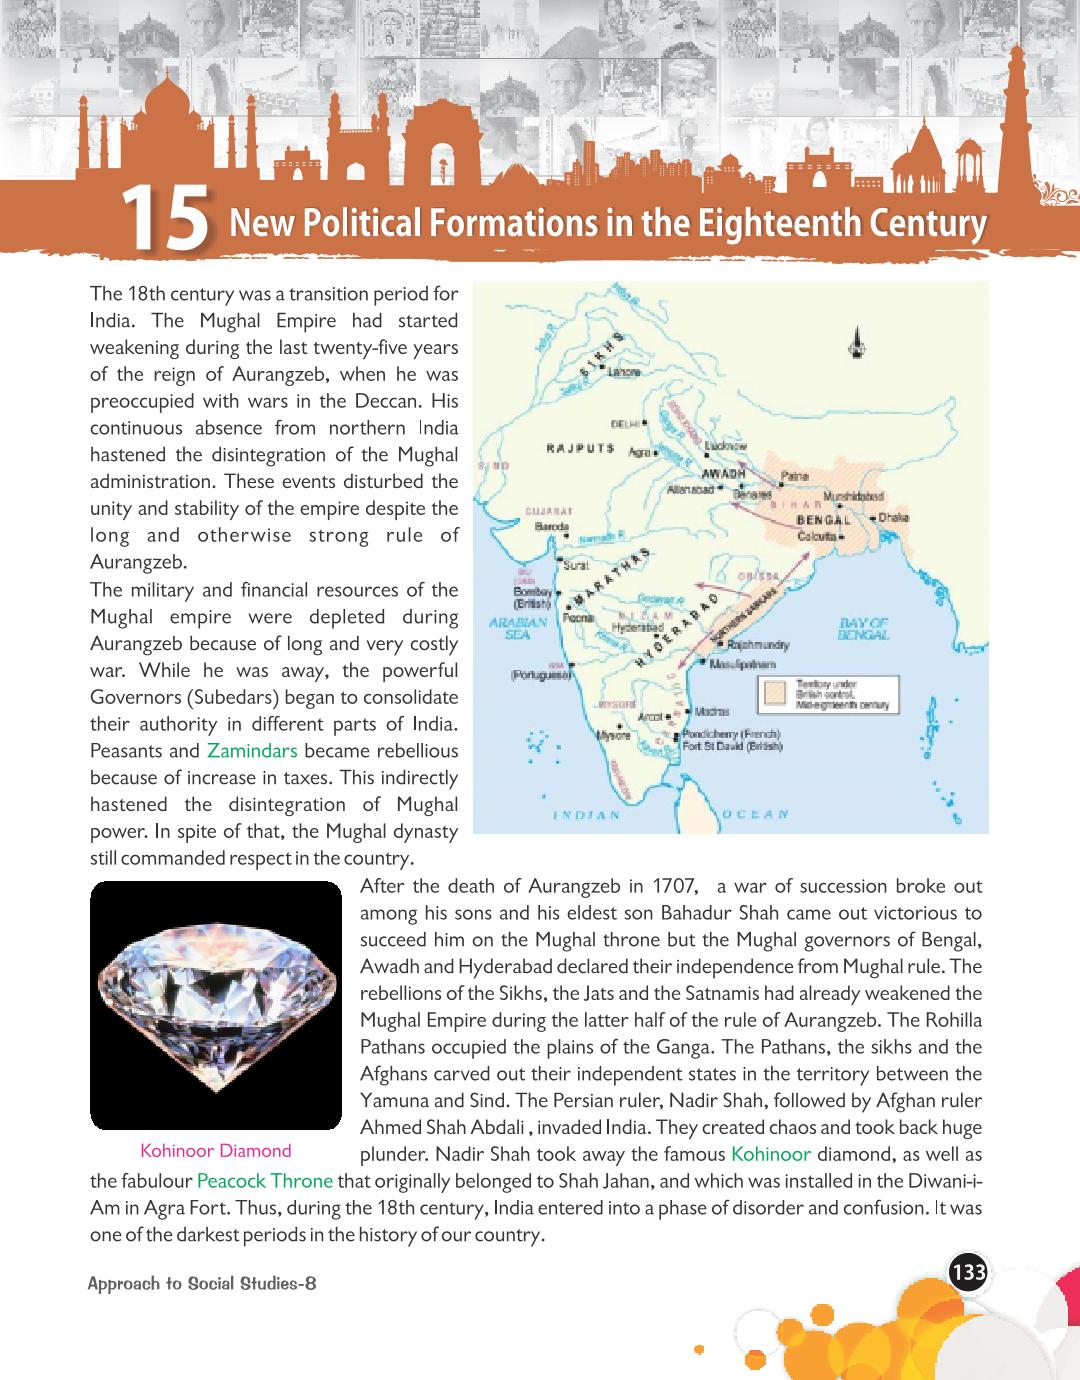 15 New Political Formations in the Eighteenth Century
The 18th century was a transition period for
India. The Mughal Empire had started
weakening during the last twenty-five years
of the reign of Aurangzeb, when he was
preoccupied with wars in the Deccan. His
continuous absence from northern India
hastened the disintegration of the Mughal
administration. These events disturbed the
unity and stability of the empire despite the
long and otherwise strong rule of
Aurangzeb.
The military and financial resources of the
Mughal empire were depleted during
Aurangzeb because of long and very costly
war. While he was away, the powerful
Governors (Subedars) began to consolidate
their authority in different parts of India.
Peasants and Zamindars became rebellious
because of increase in taxes. This indirectly
hastened the disintegration of Mughal
power. In spite of that, the Mughal dynasty
still commanded respect in the country.
Indus R.
SIKHS
Lahore
DELHI
RAJPUTS
Agra
Lucknow
SIND
AWADH
Patna
Allahabad
Benares
BIHAR
Murshidabad
GUJARAT
BENGAL
Dhaka
Baroda
Calcutta
Narmada R.
Surat
MARATHAS
ORISSA
Bombay
(British)
Poona
Godavari R.
NIZAM
Hyderabad
HYDERABAD
NORTHERN SARKARS
ARABIAN
SEA
BAY OF
BENGAL
Rajahmundry
Masulipatnam
GOA
(Portuguese)
Territory under
British control,
Mid-eighteenth century
MYSORE
Arcot
Madras
Mysore
Pondicherry (French)
Fort St David (British)
INDIAN OCEAN
After the death of Aurangzeb in 1707, a war of succession broke out
among his sons and his eldest son Bahadur Shah came out victorious to
succeed him on the Mughal throne but the Mughal governors of Bengal,
Awadh and Hyderabad declared their independence from Mughal rule. The
rebellions of the Sikhs, the Jats and the Satnamis had already weakened the
Mughal Empire during the latter half of the rule of Aurangzeb. The Rohilla
Pathans occupied the plains of the Ganga. The Pathans, the sikhs and the
Afghans carved out their independent states in the territory between the
Yamuna and Sind. The Persian ruler, Nadir Shah, followed by Afghan ruler
Ahmed Shah Abdali , invaded India. They created chaos and took back huge
Kohinoor Diamond
plunder. Nadir Shah took away the famous Kohinoor diamond, as well as
the fabulour Peacock Throne that originally belonged to Shah Jahan, and which was installed in the Diwani-i-
Am in Agra Fort. Thus, during the 18th century, India entered into a phase of disorder and confusion. It was
one of the darkest periods in the history of our country.
Approach to Social Studies-8
133